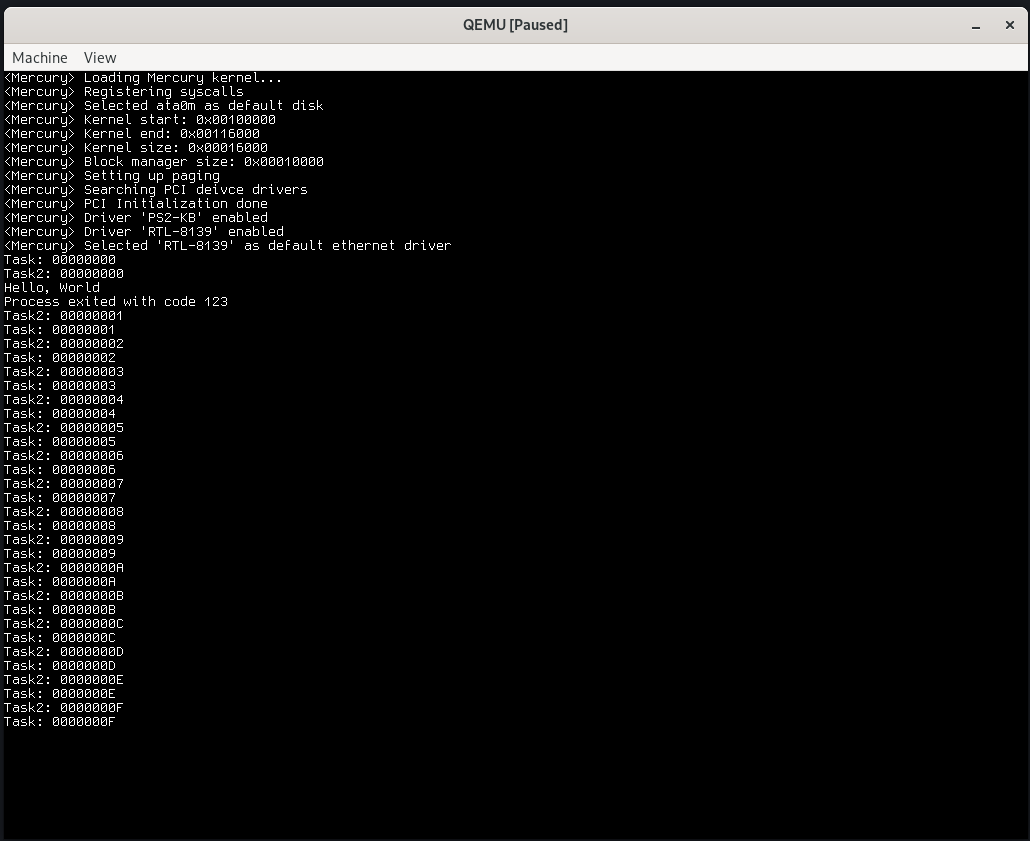 QEMU [Paused]
Machine View
<Mercury> Loading Mercury kernel...
<Mercury> Registering syscalls
<Mercury> Selected ata0m as default disk
<Mercury> Kernel start: 0x00100000
<Mercury> Kernel end: 0x00116000
<Mercury> Kernel size: 0x00016000
<Mercury> Block manager size: 0x00010000
<Mercury> Setting up paging
<Mercury> Searching PCI deivce drivers
<Mercury> PCI Initialization done
<Mercury> Driver 'PS2-KB' enabled
<Mercury> Driver 'RTL-8139' enabled
<Mercury> Selected 'RTL-8139' as default ethernet driver
Task: 00000000
Task2: 00000000
Hello, World
Process exited with code 123
Task2: 00000001
Task: 00000001
Task2: 00000002
Task: 00000002
Task2: 00000003
Task: 00000003
Task2: 00000004
Task: 00000004
Task2: 00000005
Task: 00000005
Task2: 00000006
Task: 00000006
Task2: 00000007
Task: 00000007
Task2: 00000008
Task: 00000008
Task2: 00000009
Task: 00000009
Task2: 0000000A
Task: 0000000A
Task2: 0000000B
Task: 0000000B
Task2: 0000000C
Task: 0000000C
Task2: 0000000D
Task: 0000000D
Task2: 0000000E
Task: 0000000E
Task2: 0000000F
Task: 0000000F